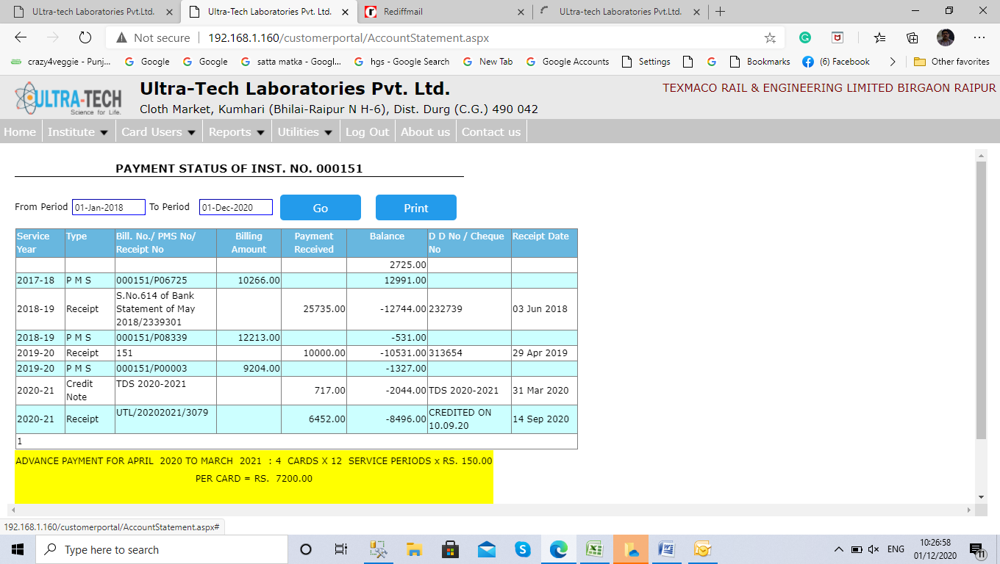 ULtra-tech Laboratories Pvt.Ltd.
Ultra-Tech Laboratories Pvt. Ltd.
Rediffmail
ULtra-tech Laboratories Pvt.Ltd.
Not secure
192.168.1.160/customerportal/AccountStatement.aspx
crazy4veggie - Punj...
Google
Google
satta matka - Googl...
hgs - Google Search
New Tab
Google Accounts
Settings
Bookmarks
(6) Facebook
Other favorites
ULTRA-TECH
Science for Life.
Ultra-Tech Laboratories Pvt. Ltd.
Cloth Market, Kumhari (Bhilai-Raipur N H-6), Dist. Durg (C.G.) 490 042
TEXMACO RAIL & ENGINEERING LIMITED BIRGAON RAIPUR
Home Institute Card Users Reports Utilities Log Out About us Contact us
PAYMENT STATUS OF INST. NO. 000151
From Period 01-Jan-2018 To Period 01-Dec-2020 Go Print
Service Year Type Bill. No./ PMS No/ Receipt No Billing Amount Payment Received Balance D D No / Cheque No Receipt Date
2725.00
2017-18 P M S 000151/P06725 10266.00 12991.00
2018-19 Receipt S.No.614 of Bank Statement of May 2018/2339301 25735.00 -12744.00 232739 03 Jun 2018
2018-19 P M S 000151/P08339 12213.00 -531.00
2019-20 Receipt 151 10000.00 -10531.00 313654 29 Apr 2019
2019-20 P M S 000151/P00003 9204.00 -1327.00
2020-21 Credit Note TDS 2020-2021 717.00 -2044.00 TDS 2020-2021 31 Mar 2020
2020-21 Receipt UTL/20202021/3079 6452.00 -8496.00 CREDITED ON 10.09.20 14 Sep 2020
1
ADVANCE PAYMENT FOR APRIL 2020 TO MARCH 2021 : 4 CARDS X 12 SERVICE PERIODS x RS. 150.00
PER CARD = RS. 7200.00
192.168.1.160/customerportal/AccountStatement.aspx#
Type here to search
ENG
10:26:58
01/12/2020
11